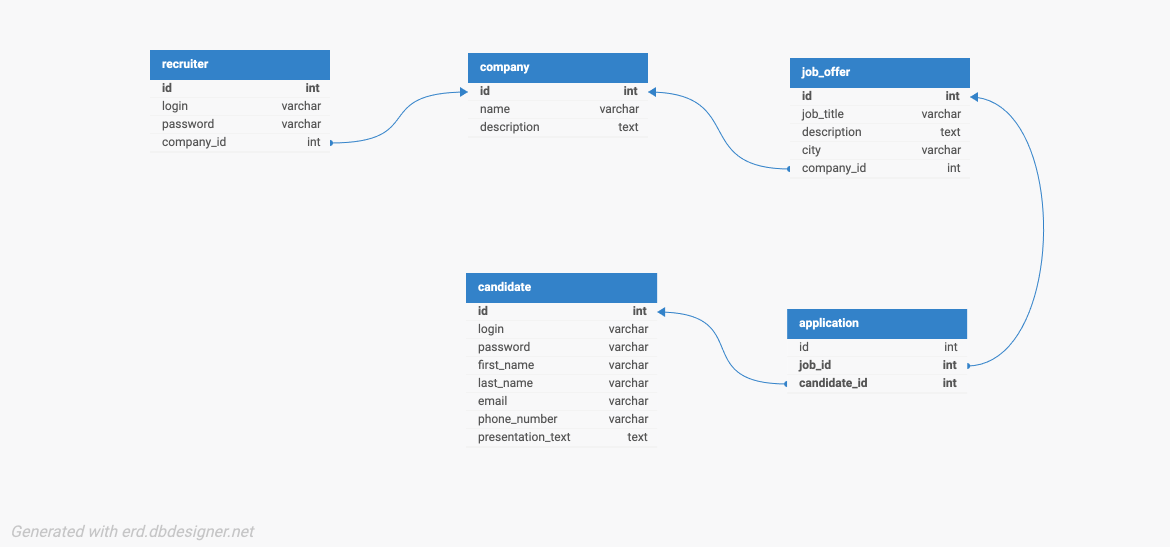 recruiter
id int
login varchar
password varchar
company_id int
company
id int
name varchar
description text
job_offer
id int
job_title varchar
description text
city varchar
company_id int
candidate
id int
login varchar
password varchar
first_name varchar
last_name varchar
email varchar
phone_number varchar
presentation_text text
application
id int
job_id int
candidate_id int
Generated with erd.dbdesigner.net